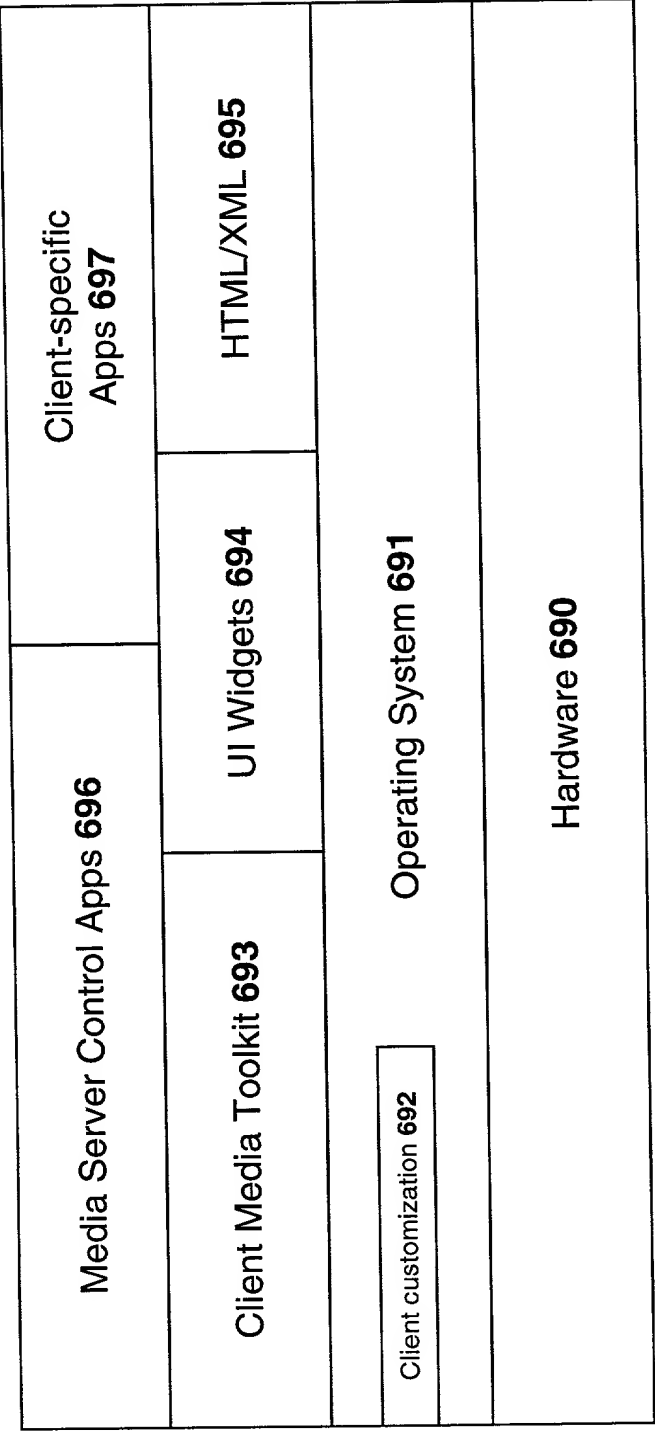 Media Server Control Apps 696
Client-specific
Apps 697
Client Media Toolkit 693
UI Widgets 694
HTML/XML 695
Client customization 692
Operating System 691
Hardware 690